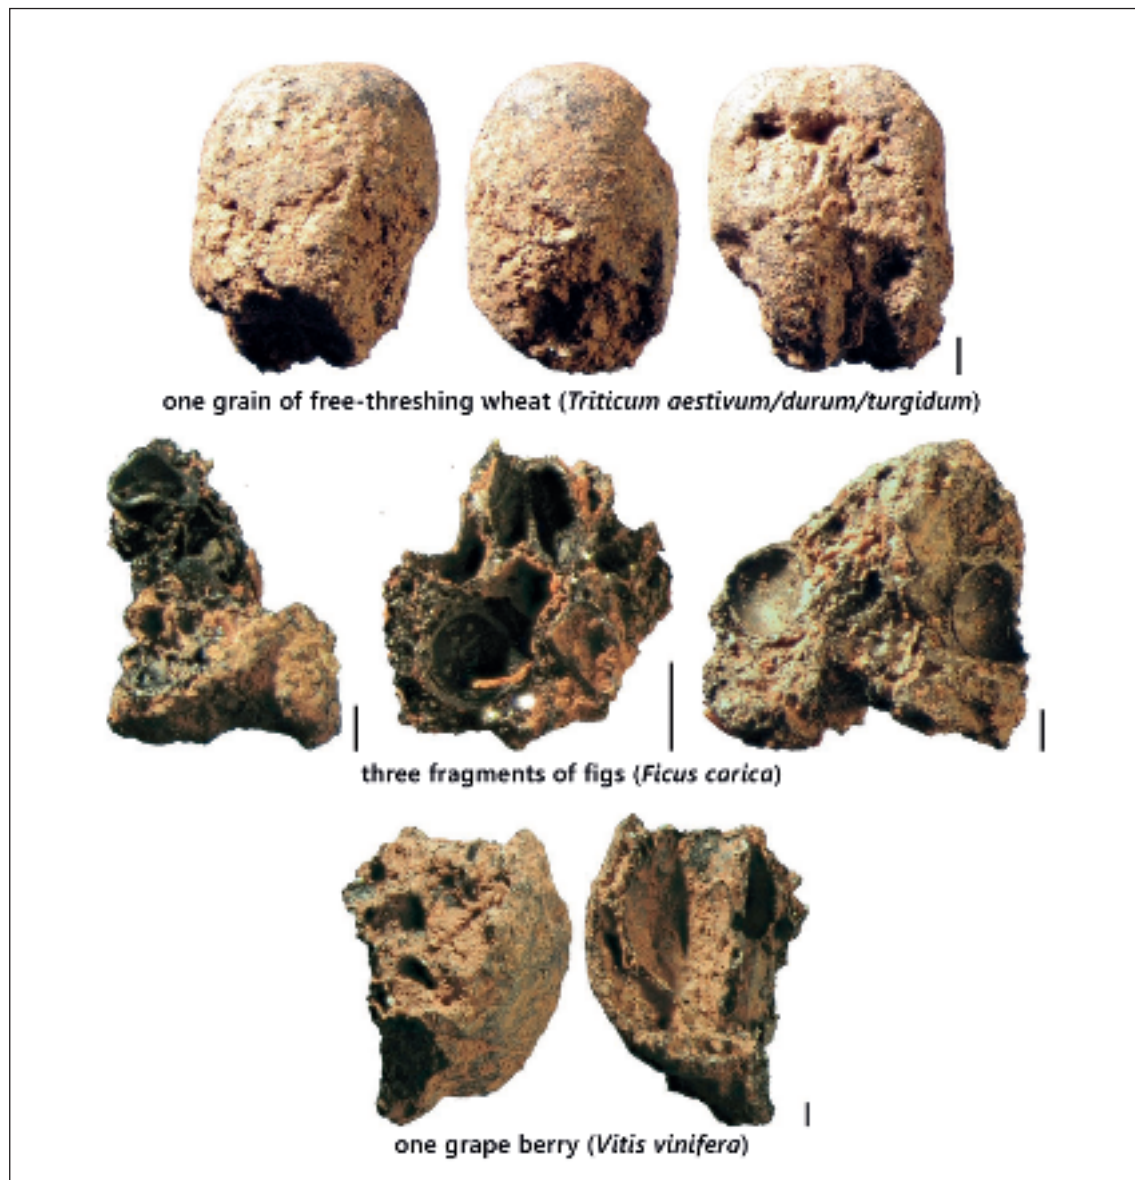 one grain of free-threshing wheat (Triticum aestivum/durum/turgidum)
three fragments of figs (Ficus carica)
one grape berry (Vitis vinifera)